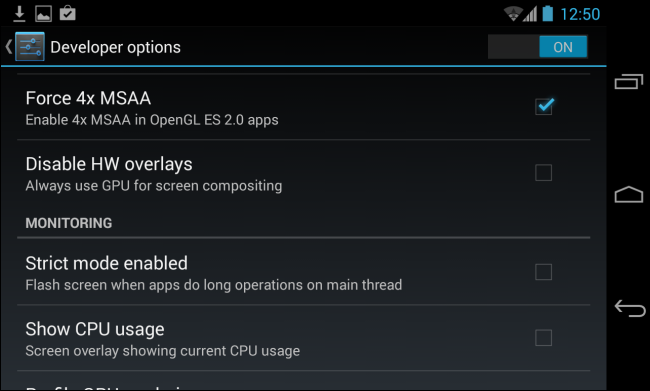 12:50
Developer options
ON
Force 4x MSAA
Enable 4x MSAA in OpenGL ES 2.0 apps
Disable HW overlays
Always use GPU for screen compositing
MONITORING
Strict mode enabled
Flash screen when apps do long operations on main thread
Show CPU usage
Screen overlay showing current CPU usage